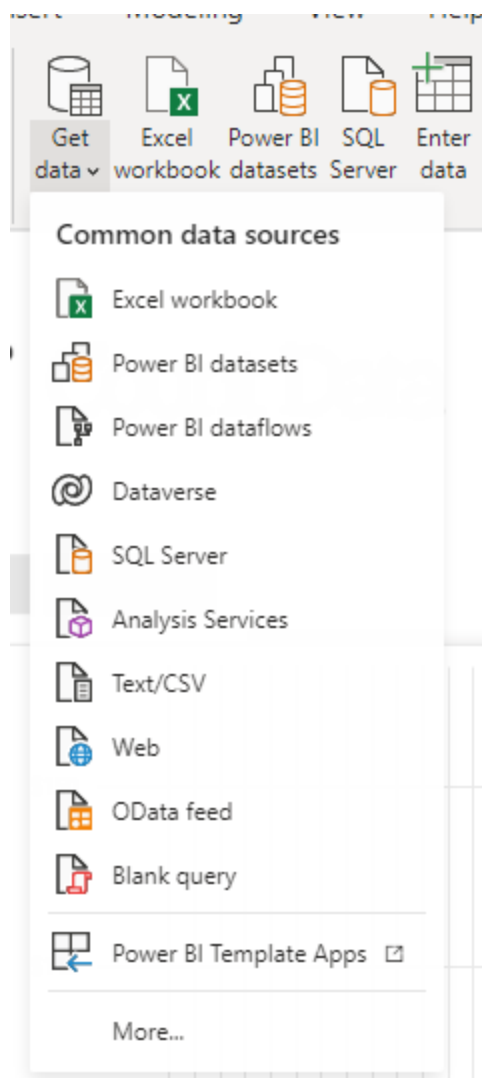 Get data
Excel workbook
Power BI datasets
SQL Server
Enter data
Common data sources
Excel workbook
Power BI datasets
Power BI dataflows
Dataverse
SQL Server
Analysis Services
Text/CSV
Web
OData feed
Blank query
Power BI Template Apps
More...